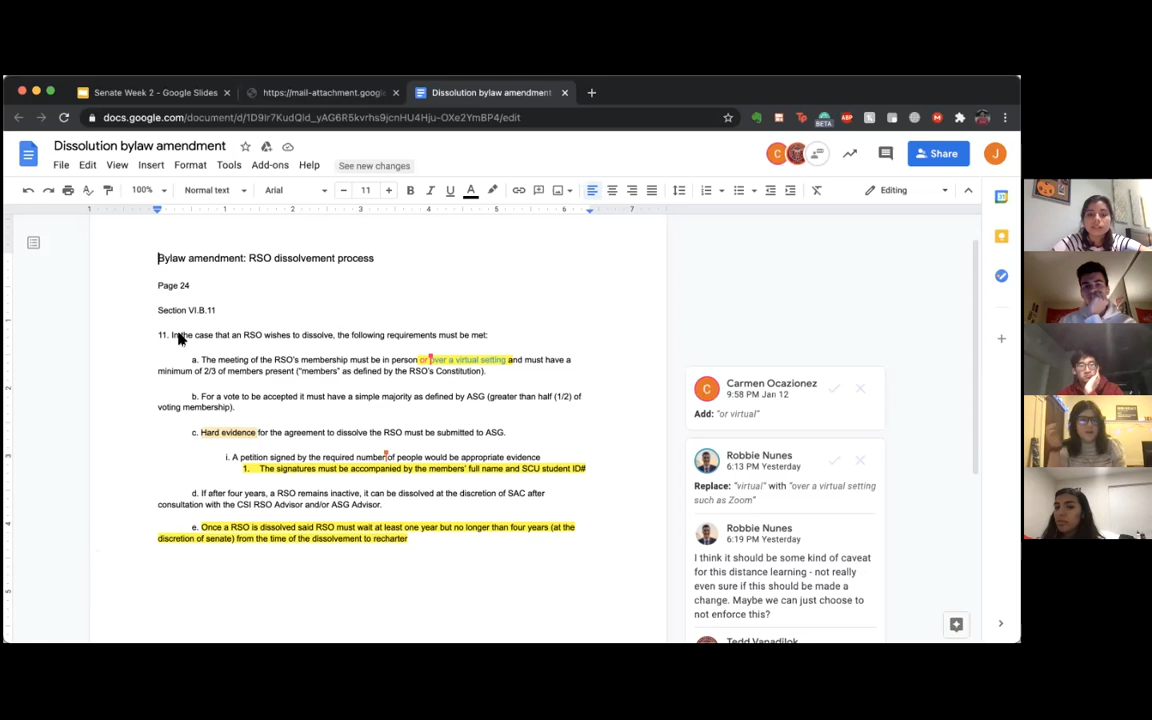 Senate Week 2 - Google Slides
https://mail-attachment.googl
Dissolution bylaw amendment
docs.google.com/document/d/1D9Ir7KudQld_yAG6R5kvrhs9jcnHU4Hju-OXe2YmBP4/edit
BETA
ABP
Dissolution bylaw amendment
C
Share
J
File Edit View Insert Format Tools Add-ons Help See new changes
100% Normal text Arial 11 B I U A Editing
1 1 2 3 4 5 6 7
Bylaw amendment: RSO dissolvement process
Page 24
Section VI.B.11
11. In the case that an RSO wishes to dissolve, the following requirements must be met:
a. The meeting of the RSO's membership must be in person or over a virtual setting and must have a
minimum of 2/3 of members present ("members" as defined by the RSO's Constitution).
b. For a vote to be accepted it must have a simple majority as defined by ASG (greater than half (1/2) of
voting membership).
c. Hard evidence for the agreement to dissolve the RSO must be submitted to ASG.
i. A petition signed by the required number of people would be appropriate evidence
1. The signatures must be accompanied by the members' full name and SCU student ID#
d. If after four years, a RSO remains inactive, it can be dissolved at the discretion of SAC after
consultation with the CSI RSO Advisor and/or ASG Advisor.
e. Once a RSO is dissolved said RSO must wait at least one year but no longer than four years (at the
discretion of senate) from the time of the dissolvement to recharter
C
Carmen Ocazionez
9:58 PM Jan 12
Add: "or virtual"
Robbie Nunes
6:13 PM Yesterday
Replace: "virtual" with "over a virtual setting
such as Zoom"
Robbie Nunes
6:19 PM Yesterday
I think it should be some kind of caveat
for this distance learning - not really
even sure if this should be made a
change. Maybe we can just choose to
not enforce this?
Tedd Vanadilok